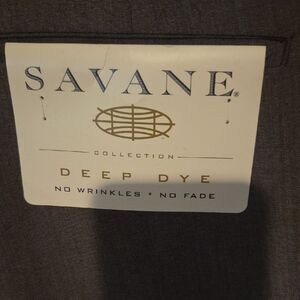 SAVANE®
COLLECTION
DEEP DYE
NO WRINKLES • NO FADE